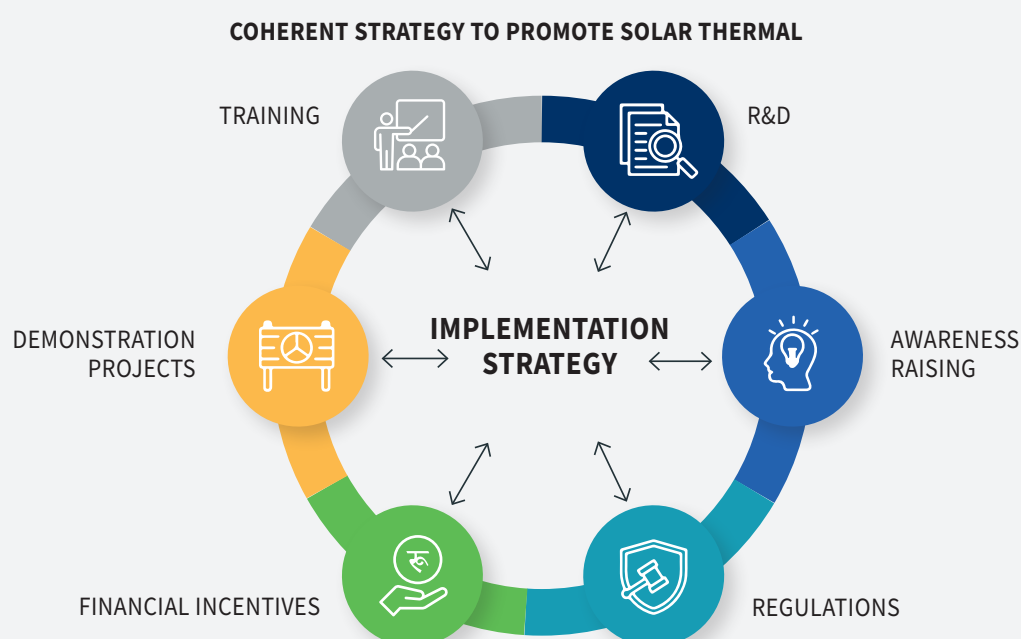 COHERENT STRATEGY TO PROMOTE SOLAR THERMAL
TRAINING
R&D
DEMONSTRATION
PROJECTS
IMPLEMENTATION
STRATEGY
AWARENESS
RAISING
रू
FINANCIAL INCENTIVES
REGULATIONS